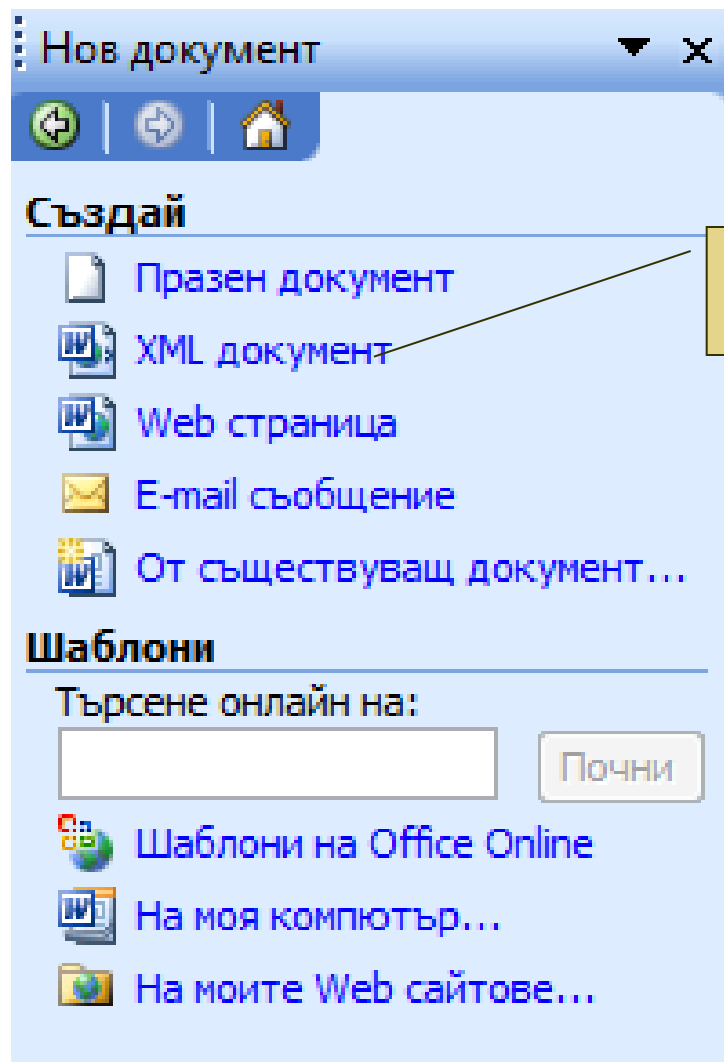 Нов документ
Създай
Празен документ
XML документ
Web страница
E-mail съобщение
От съществуващ документ...
Шаблони
Търсене онлайн на:
Почни
Шаблони на Office Online
На моя компютър...
На моите Web сайтове...